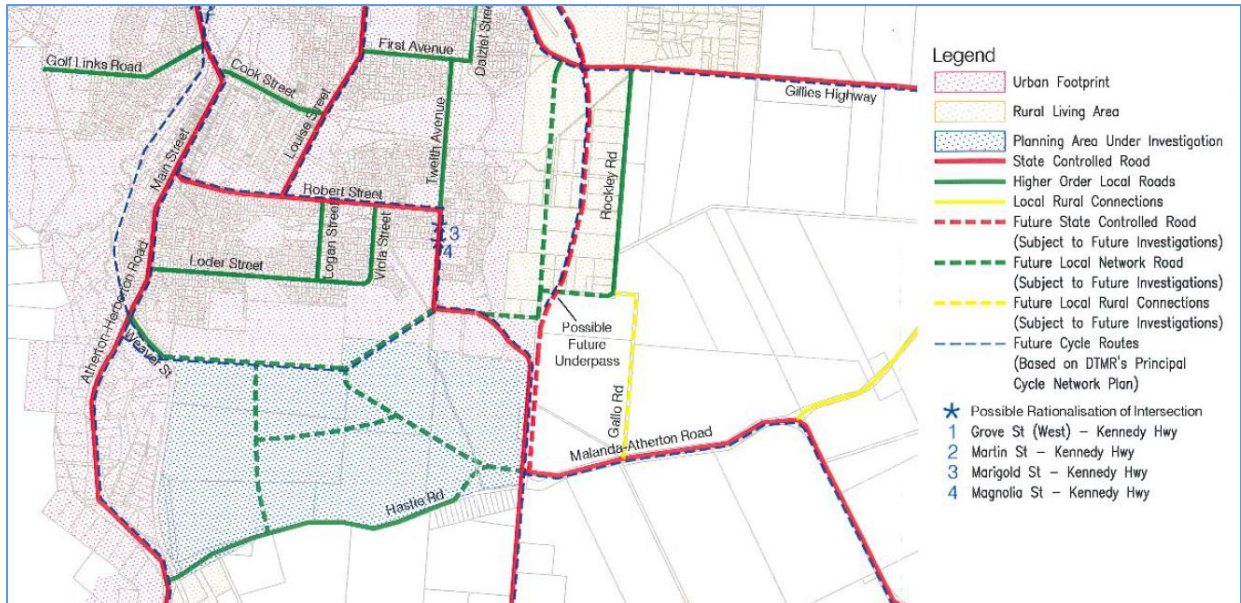 First Avenue
Dalziel Street
Golf Links Road
Cook Street
Louise Street
Gillies Highway
Main Street
Twelth Avenue
Rockley Rd
Robert Street
Logan Street
Viola Street
3
4
Loder Street
Atherton-Herberton Road
Weaver St
Possible
Future
Underpass
Gallo Rd
Malanda-Atherton Road
Hastie Rd
Legend
Urban Footprint
Rural Living Area
Planning Area Under Investigation
State Controlled Road
Higher Order Local Roads
Local Rural Connections
Future State Controlled Road
(Subject to Future Investigations)
Future Local Network Road
(Subject to Future Investigations)
Future Local Rural Connections
(Subject to Future Investigations)
Future Cycle Routes
(Based on DTMR's Principal
Cycle Network Plan)
Possible Rationalisation of Intersection
1 Grove St (West) – Kennedy Hwy
2 Martin St – Kennedy Hwy
3 Marigold St – Kennedy Hwy
4 Magnolia St – Kennedy Hwy